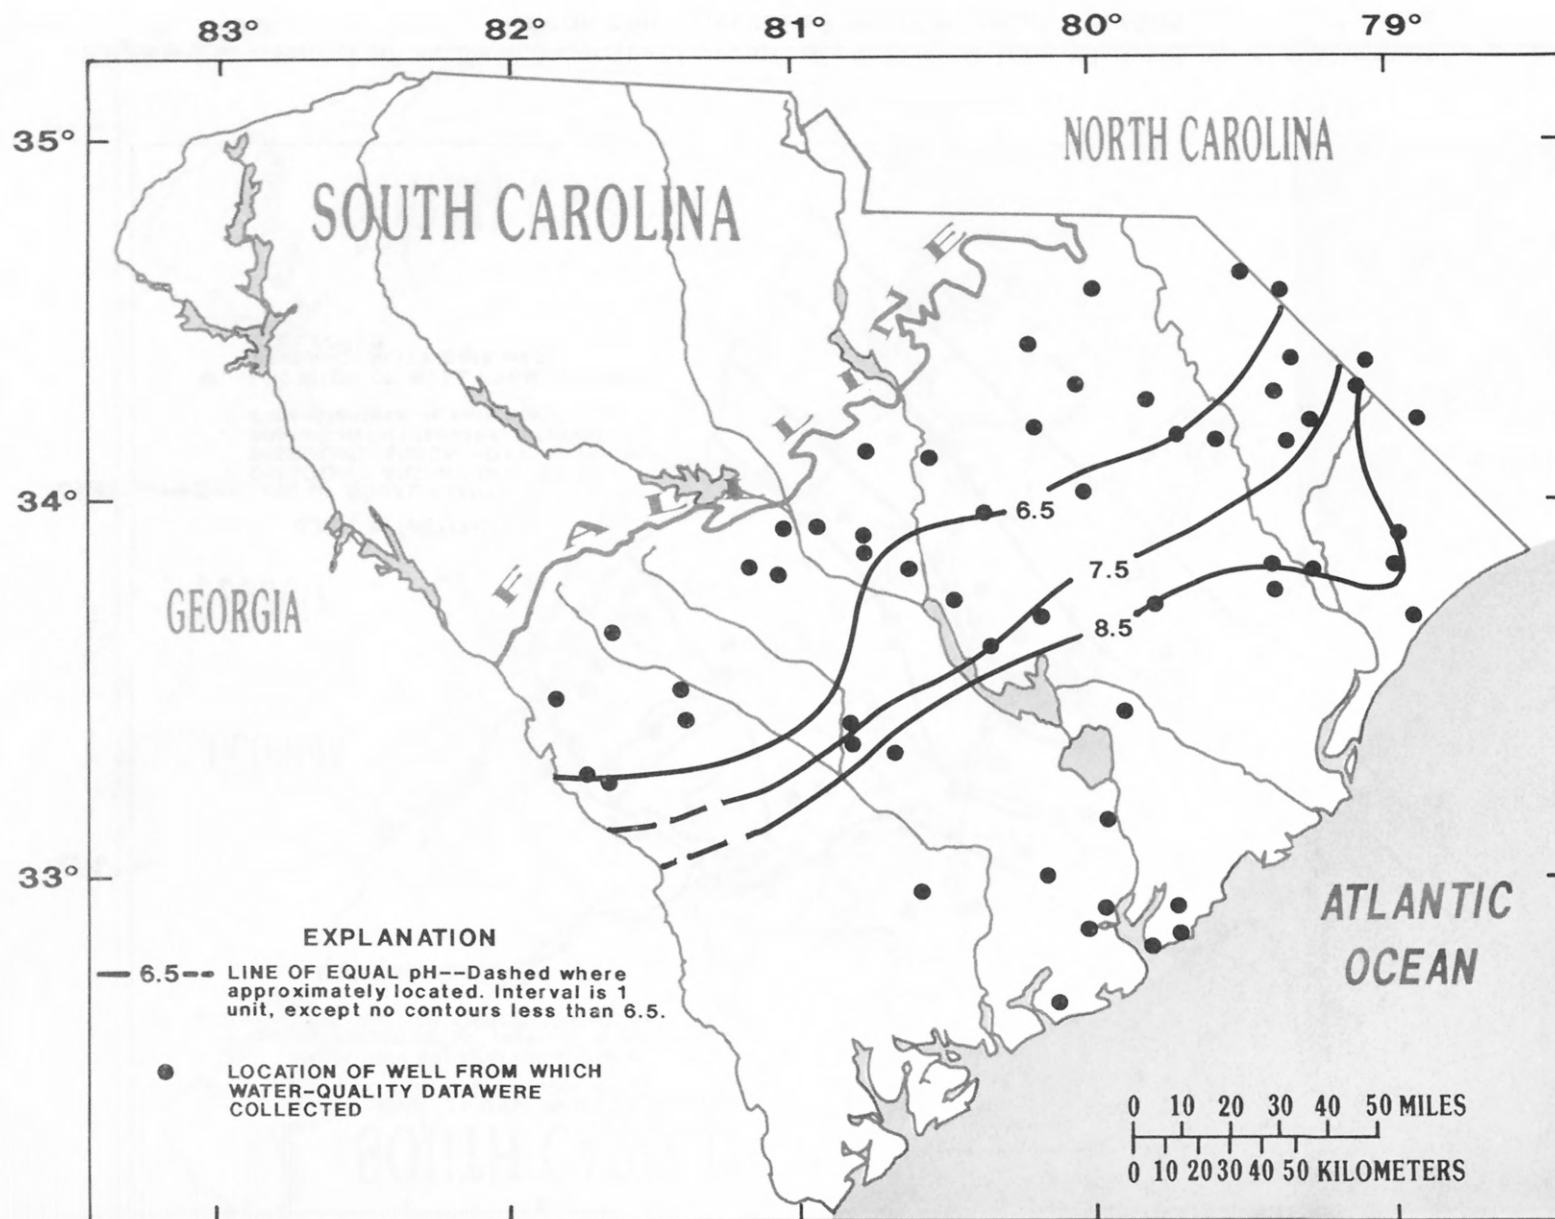 83° 82° 81° 80° 79°
35°
NORTH CAROLINA
SOUTH CAROLINA
FALL LINE
34°
6.5
7.5
GEORGIA
8.5
33°
ATLANTIC
OCEAN
EXPLANATION
6.5 LINE OF EQUAL pH--Dashed where
approximately located. Interval is 1
unit, except no contours less than 6.5.
LOCATION OF WELL FROM WHICH
WATER-QUALITY DATA WERE
COLLECTED
0 10 20 30 40 50 MILES
0 10 20 30 40 50 KILOMETERS